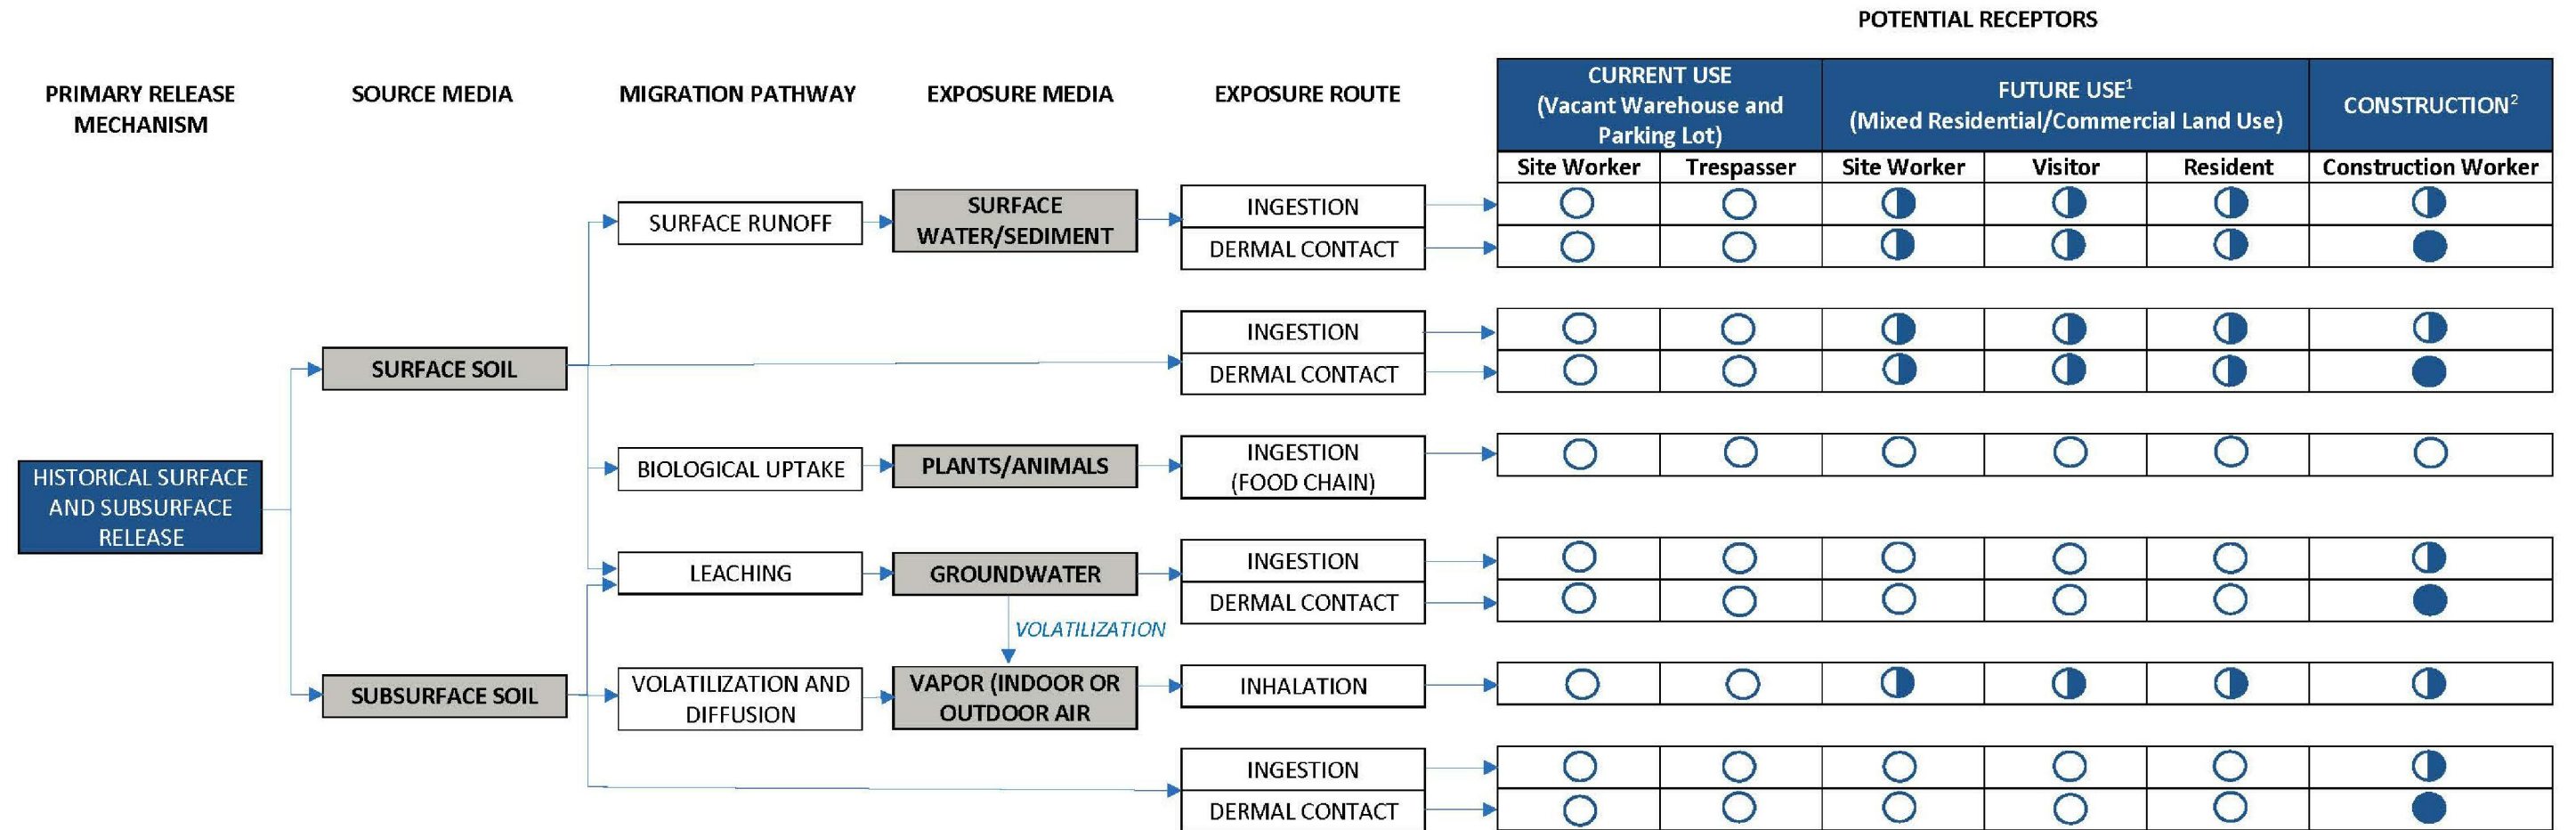 POTENTIAL RECEPTORS
PRIMARY RELEASE
MECHANISM
SOURCE MEDIA
MIGRATION PATHWAY
EXPOSURE MEDIA
EXPOSURE ROUTE
CURRENT USE
(Vacant Warehouse and
Parking Lot)
FUTURE USE¹
(Mixed Residential/Commercial Land Use)
CONSTRUCTION²
Site Worker
Trespasser
Site Worker
Visitor
Resident
Construction Worker
SURFACE RUNOFF
SURFACE
WATER/SEDIMENT
INGESTION
DERMAL CONTACT
SURFACE SOIL
INGESTION
DERMAL CONTACT
HISTORICAL SURFACE
AND SUBSURFACE
RELEASE
BIOLOGICAL UPTAKE
PLANTS/ANIMALS
INGESTION
(FOOD CHAIN)
LEACHING
GROUNDWATER
INGESTION
DERMAL CONTACT
VOLATILIZATION
SUBSURFACE SOIL
VOLATILIZATION AND
DIFFUSION
VAPOR (INDOOR OR
OUTDOOR AIR
INHALATION
INGESTION
DERMAL CONTACT